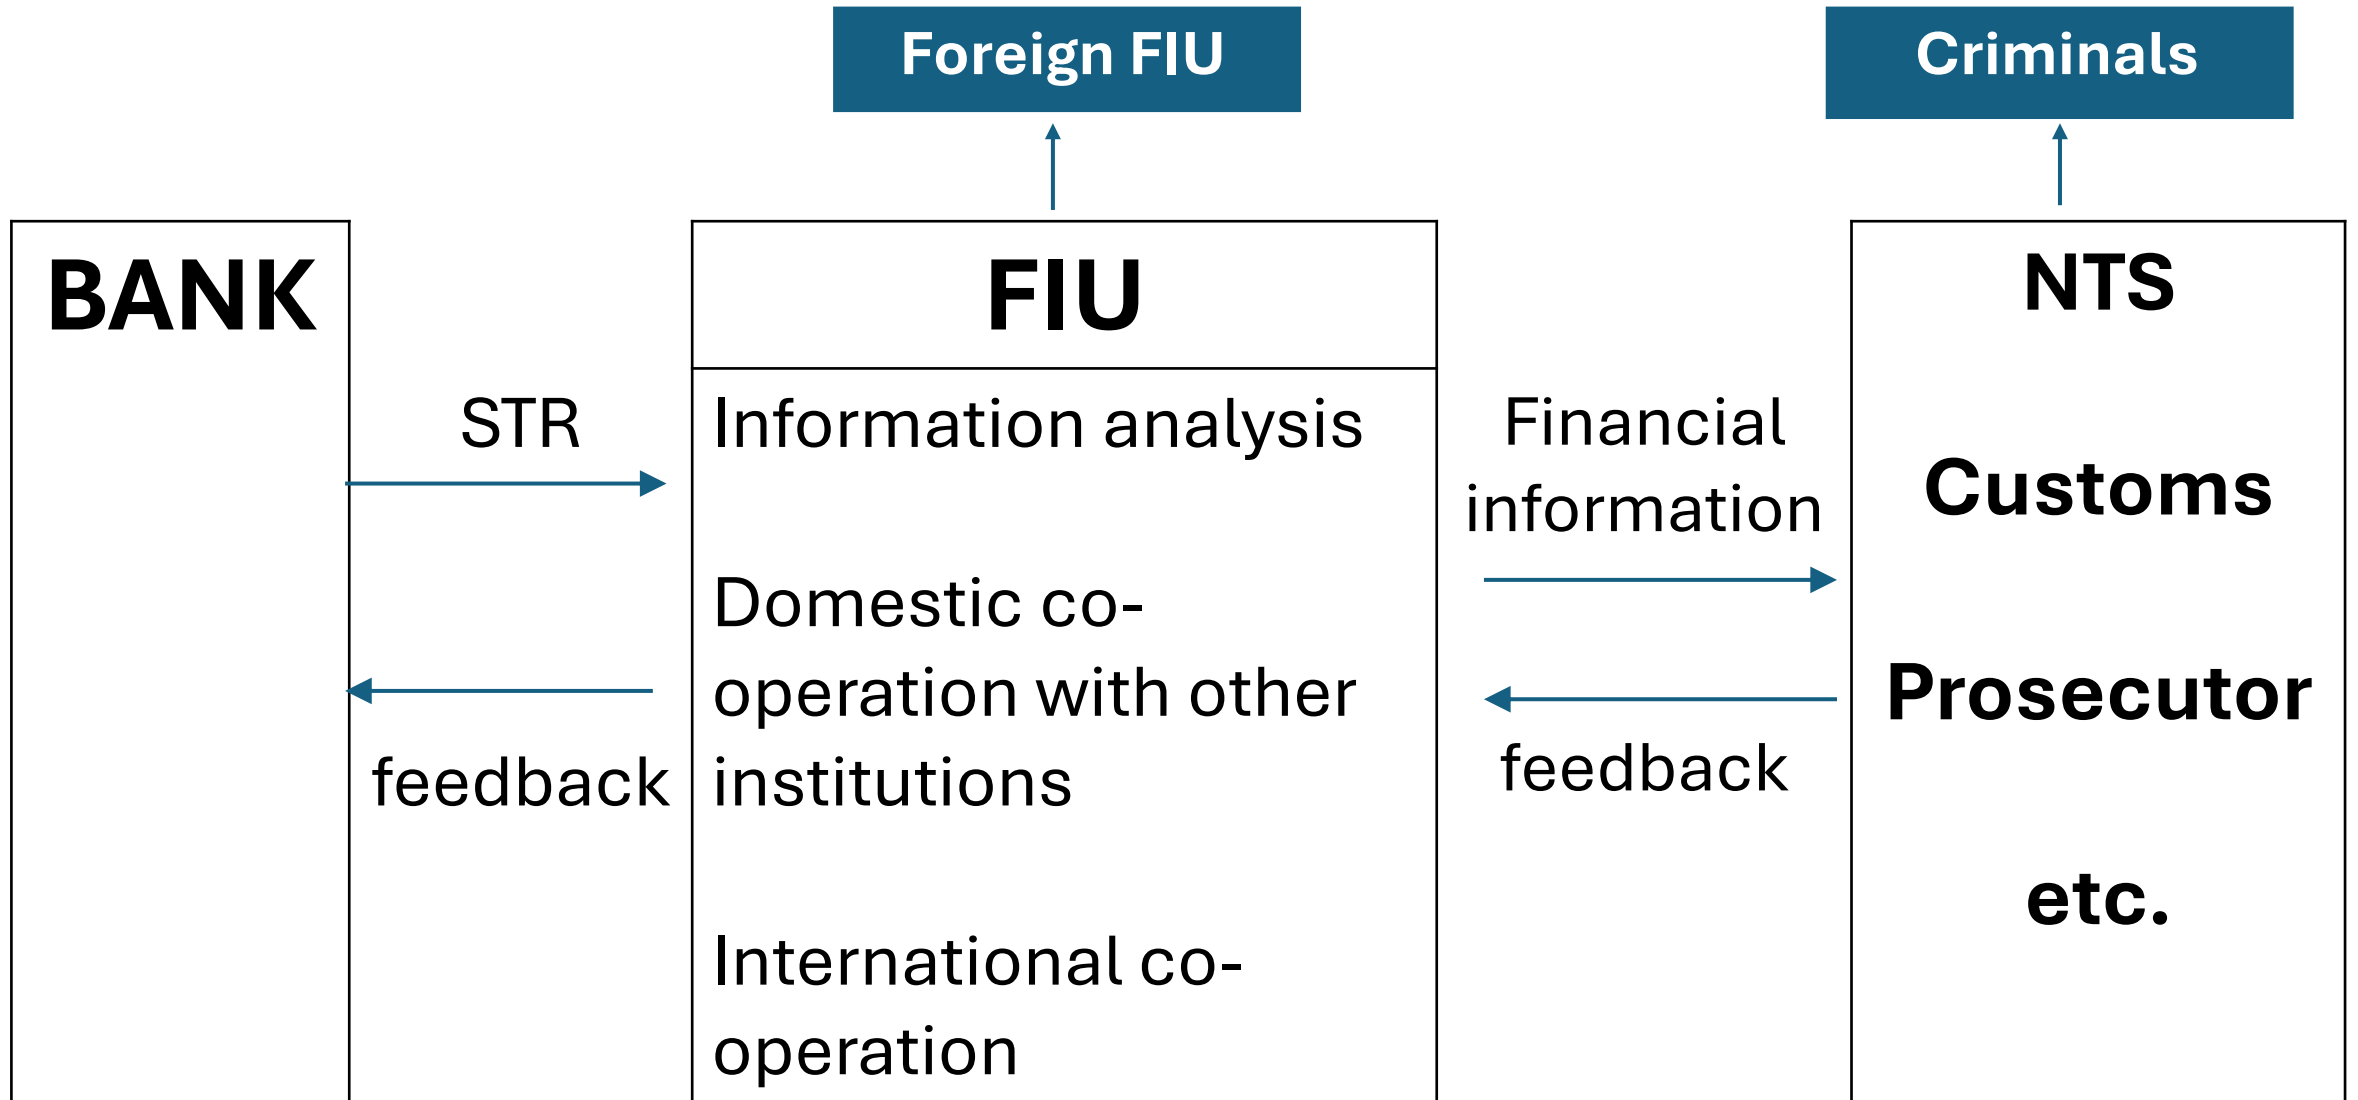 Foreign FIU
Criminals
BANK
STR
feedback
FIU
Information analysis
Domestic co-
operation with other
institutions
International co-
operation
Financial
information
feedback
NTS
Customs
Prosecutor
etc.